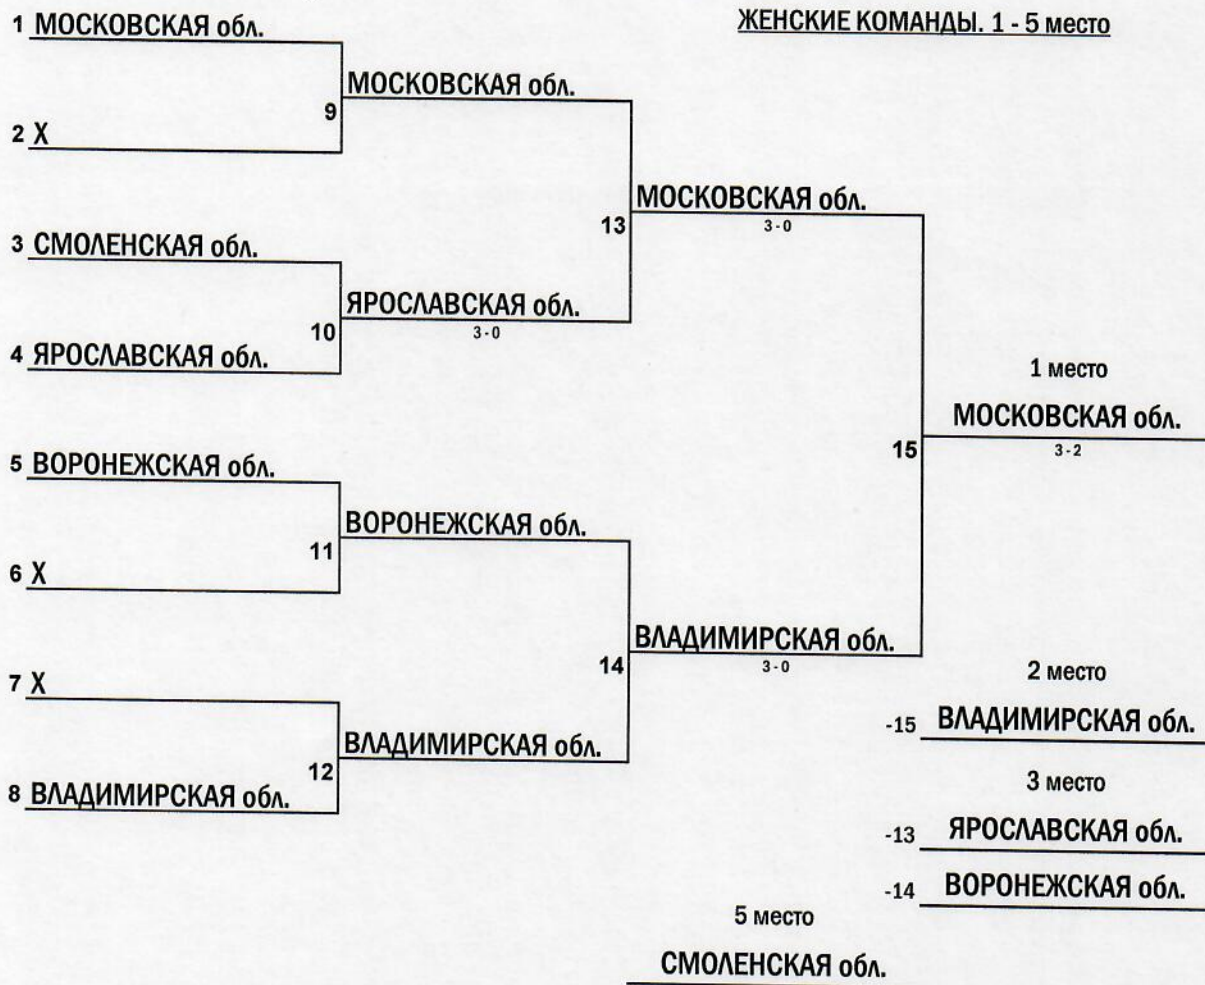 ЖЕНСКИЕ КОМАНДЫ. 1 - 5 место
1 МОСКОВСКАЯ обл.
МОСКОВСКАЯ обл.
9
2 X
МОСКОВСКАЯ обл.
13
3-0
3 СМОЛЕНСКАЯ обл.
ЯРОСЛАВСКАЯ обл.
10
3-0
4 ЯРОСЛАВСКАЯ обл.
1 место
МОСКОВСКАЯ обл.
15
3-2
5 ВОРОНЕЖСКАЯ обл.
ВОРОНЕЖСКАЯ обл.
11
6 X
ВЛАДИМИРСКАЯ обл.
14
3-0
7 X
2 место
-15 ВЛАДИМИРСКАЯ обл.
ВЛАДИМИРСКАЯ обл.
12
8 ВЛАДИМИРСКАЯ обл.
3 место
-13 ЯРОСЛАВСКАЯ обл.
-14 ВОРОНЕЖСКАЯ обл.
5 место
СМОЛЕНСКАЯ обл.